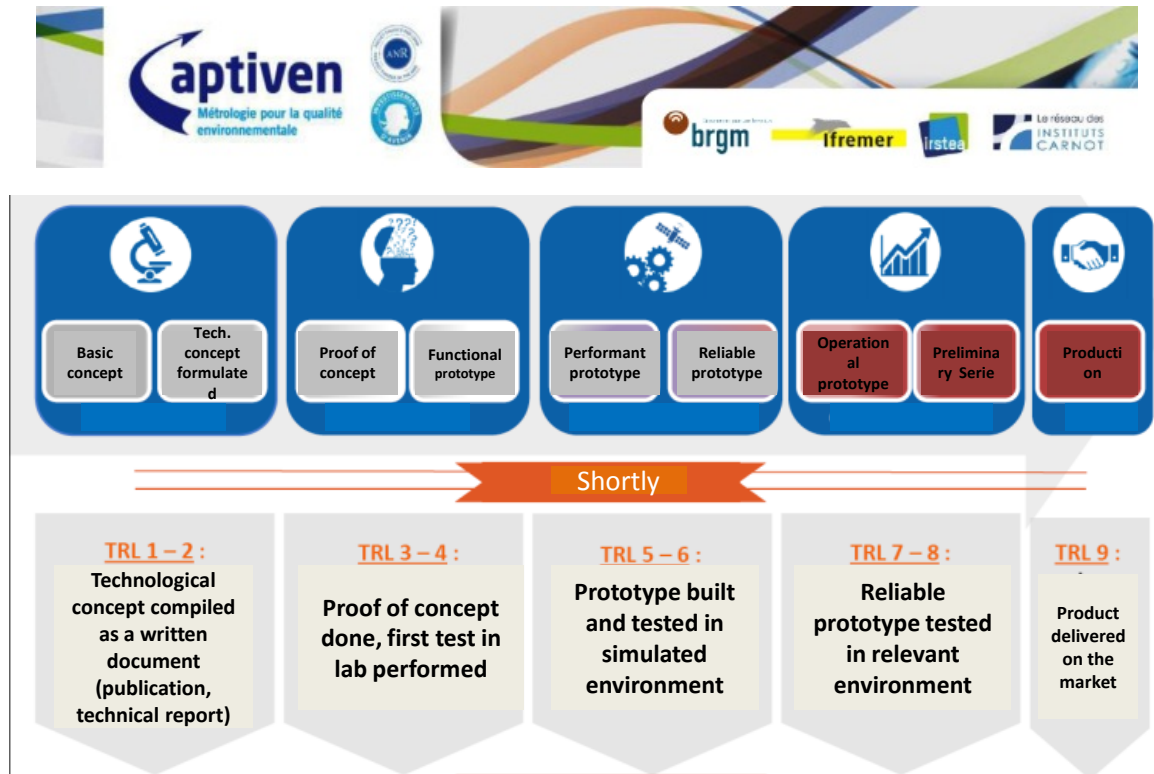 Captiven
Métrologie pour la qualité
environnementale
ANR
INVESTISSEMENTS
D'AVENIR
brgm
Ifremer
irstea
Le réseau des
INSTITUTS
CARNOT
Basic
concept
Tech.
concept
formulate
d
Proof of
concept
Functional
prototype
Performant
prototype
Reliable
prototype
Operation
al
prototype
Prelimina
ry Serie
Producti
on
Shortly
TRL 1 – 2 :
Technological
concept compiled
as a written
document
(publication,
technical report)
TRL 3 – 4 :
Proof of concept
done, first test in
lab performed
TRL 5 – 6 :
Prototype built
and tested in
simulated
environment
TRL 7 – 8 :
Reliable
prototype tested
in relevant
environment
TRL 9 :
Product
delivered
on the
market